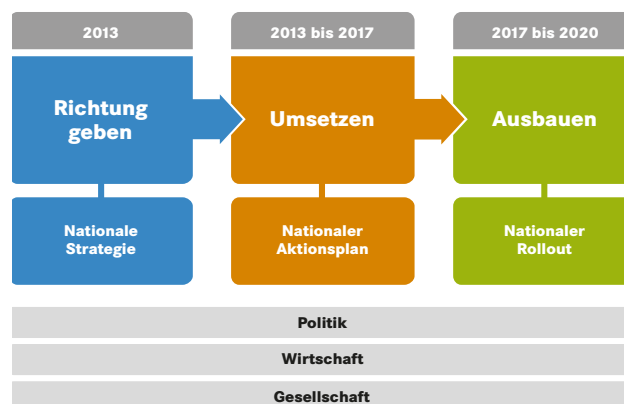 2013
2013 bis 2017
2017 bis 2020
Richtung
geben
Umsetzen
Ausbauen
Nationale
Strategie
Nationaler
Aktionsplan
Nationaler
Rollout
Politik
Wirtschaft
Gesellschaft